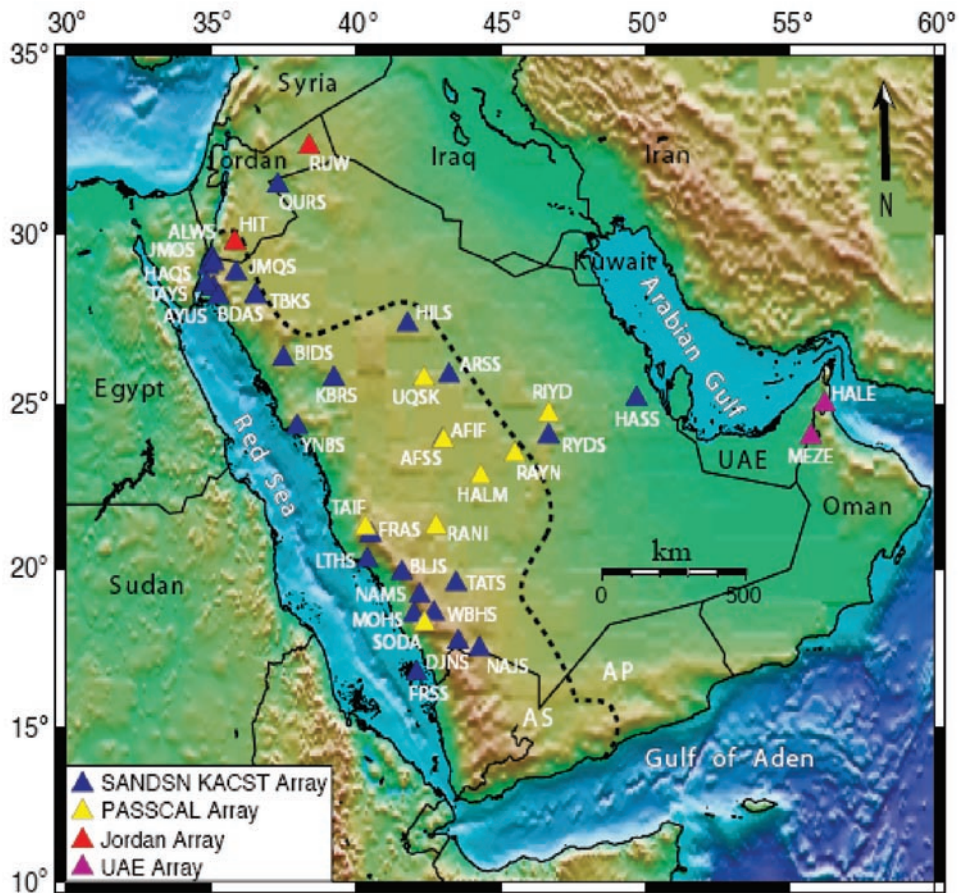 30° 35° 40° 45° 50° 55° 60°
35°
30°
25°
20°
15°
10°
Syria
Jordan
Iraq
Iran
N
RUW
QURS
HIT
ALWS
JMOS
HAQS
TAYS
AYUS
JMQS
BDAS
TBKS
Kuwait
Arabian Gulf
HILS
BIDS
ARSS
KBRS
UQSK
RIYD
HASS
HALE
Egypt
YNBS
AFIF
AFSS
RYDS
RAYN
MEZE
UAE
HALM
Oman
Red Sea
TAIF
FRAS
RANI
LTHS
BLJS
TATS
km
0 500
Sudan
NAMS
WBHS
MOHS
SODA
DJNS
NAJS
FRSS
AP
AS
Gulf of Aden
SANDSN KACST Array
PASSCAL Array
Jordan Array
UAE Array